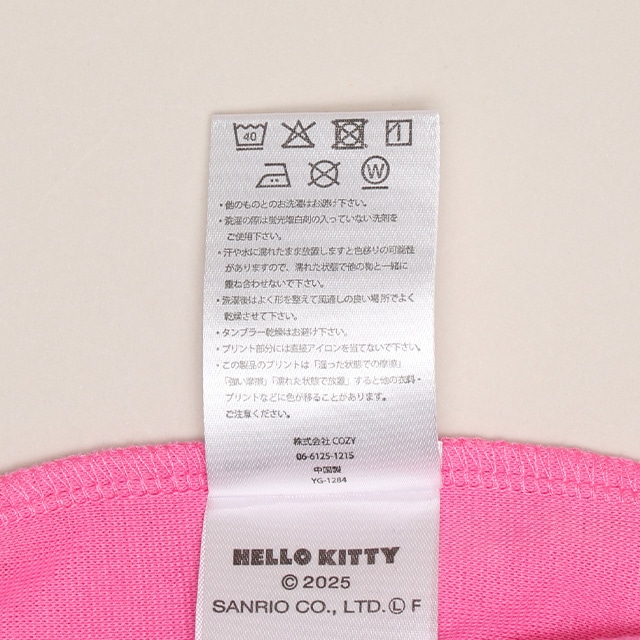 40
W
・他のものとのお洗濯はお避け下さい。
・洗濯の際は蛍光増白剤の入っていない洗剤を
ご使用下さい。
・汗や水に濡れたまま放置しますと色移りの可能性
がありますので、濡れた状態で他の物と一緒に
重ね合わせないで下さい。
・洗濯後はよく形を整えて風通しの良い場所でよく
乾燥させて下さい。
・タンブラー乾燥はお避け下さい。
・プリント部分には直接アイロンを当てないで下さい。
・この製品のプリントは「湿った状態での摩擦」
「強い摩擦」「濡れた状態で放置」すると他の衣料・
プリントなどに色が移ることがあります。
ご注意ください。
株式会社 COZY
06-6125-1215
中国製
YG-1284
HELLO KITTY
© 2025
SANRIO CO., LTD. Ⓛ F